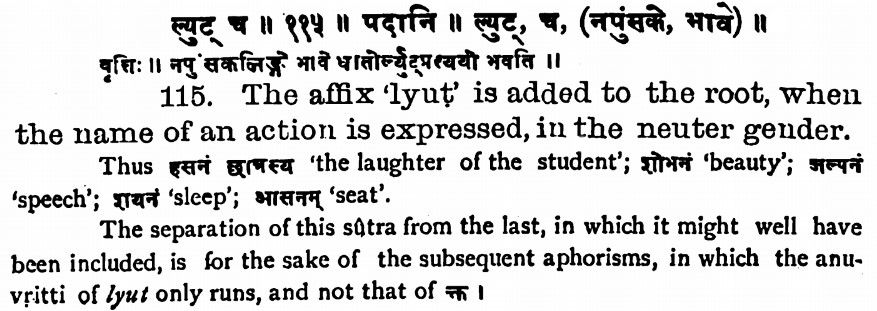 ल्युट् च ॥ ११५ ॥ पदानि ॥ ल्युट्, च, (नपुंसके, भावे) ॥
वृत्तिः ॥ नपुंसकलिङ्गे भावे धातोर्ल्युट्प्रत्ययो भवति ॥
115. The affix ‘lyuṭ’ is added to the root, when
the name of an action is expressed, in the neuter gender.
Thus हसनं छात्रस्य ‘the laughter of the student’; शोभनं ‘beauty’; जल्पनं
‘speech’; शयनं ‘sleep’; आसनम् ‘seat’.
The separation of this sûtra from the last, in which it might well have
been included, is for the sake of the subsequent aphorisms, in which the anu-
vṛitti of lyut only runs, and not that of क्त ।